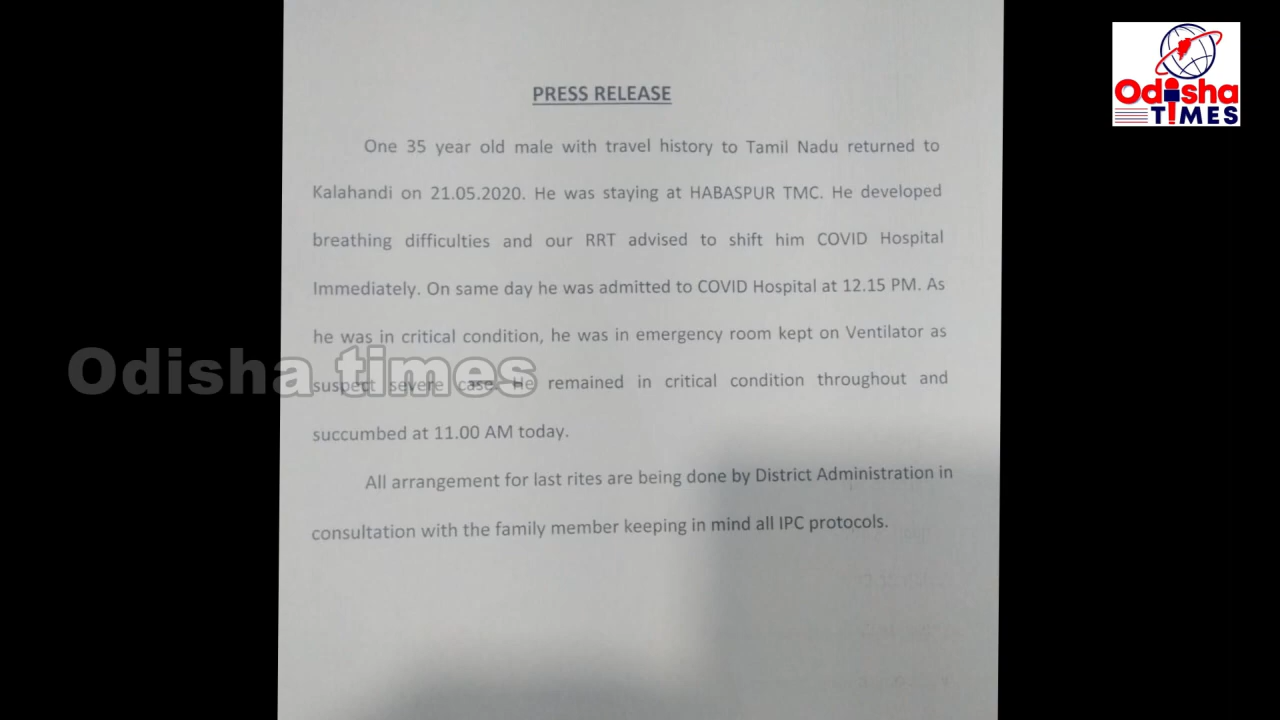 PRESS RELEASE
One 35 year old male with travel history to Tamil Nadu returned to
Kalahandi on 21.05.2020. He was staying at HABASPUR TMC. He developed
breathing difficulties and our RRT advised to shift him COVID Hospital
Immediately. On same day he was admitted to COVID Hospital at 12.15 PM. As
he was in critical condition, he was in emergency room kept on Ventilator as
suspect severe case. He remained in critical condition throughout and
succumbed at 11.00 AM today.
All arrangement for last rites are being done by District Administration in
consultation with the family member keeping in mind all IPC protocols.
Odisha
TIMES
Odisha times